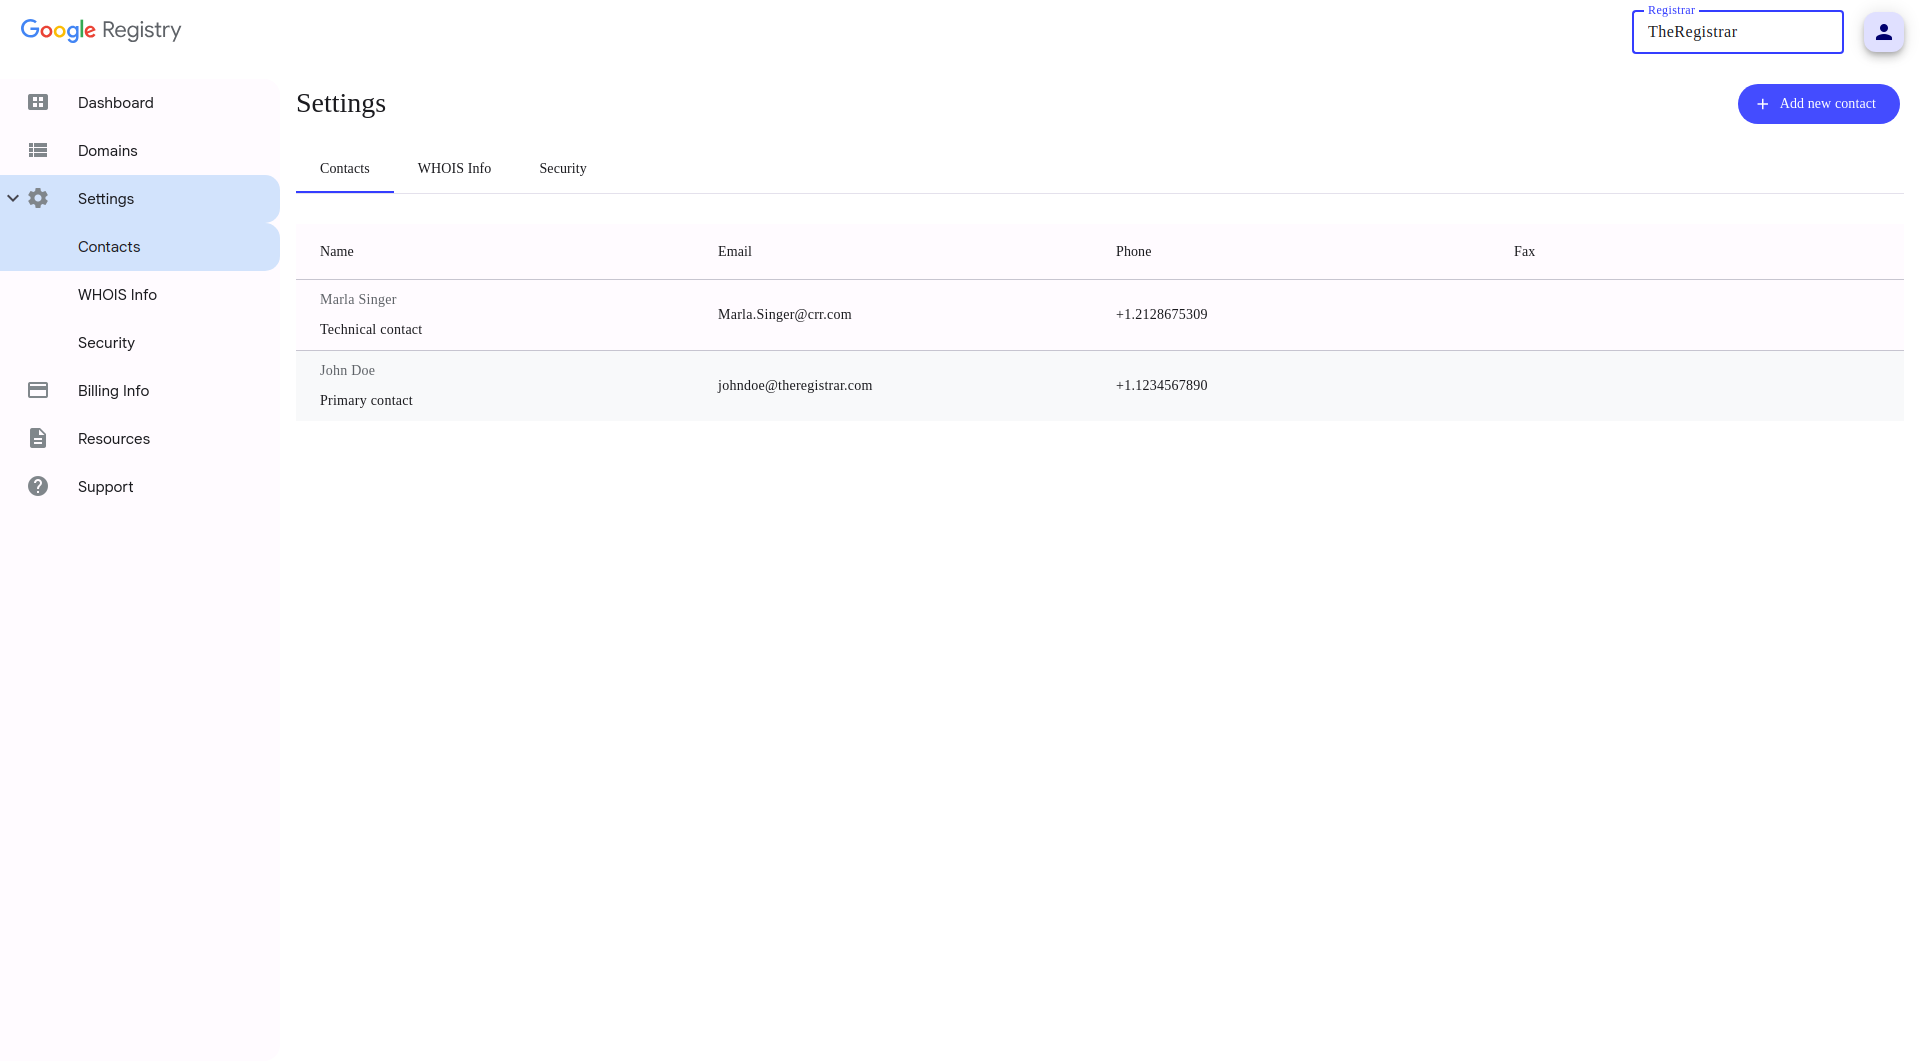 Google Registry
Registrar
TheRegistrar
Dashboard
Domains
Settings
Contacts
WHOIS Info
Security
Billing Info
Resources
Support
Settings
Add new contact
Contacts WHOIS Info Security
Name Email Phone Fax
Marla Singer
Technical contact
Marla.Singer@crr.com
+1.2128675309
John Doe
Primary contact
johndoe@theregistrar.com
+1.1234567890